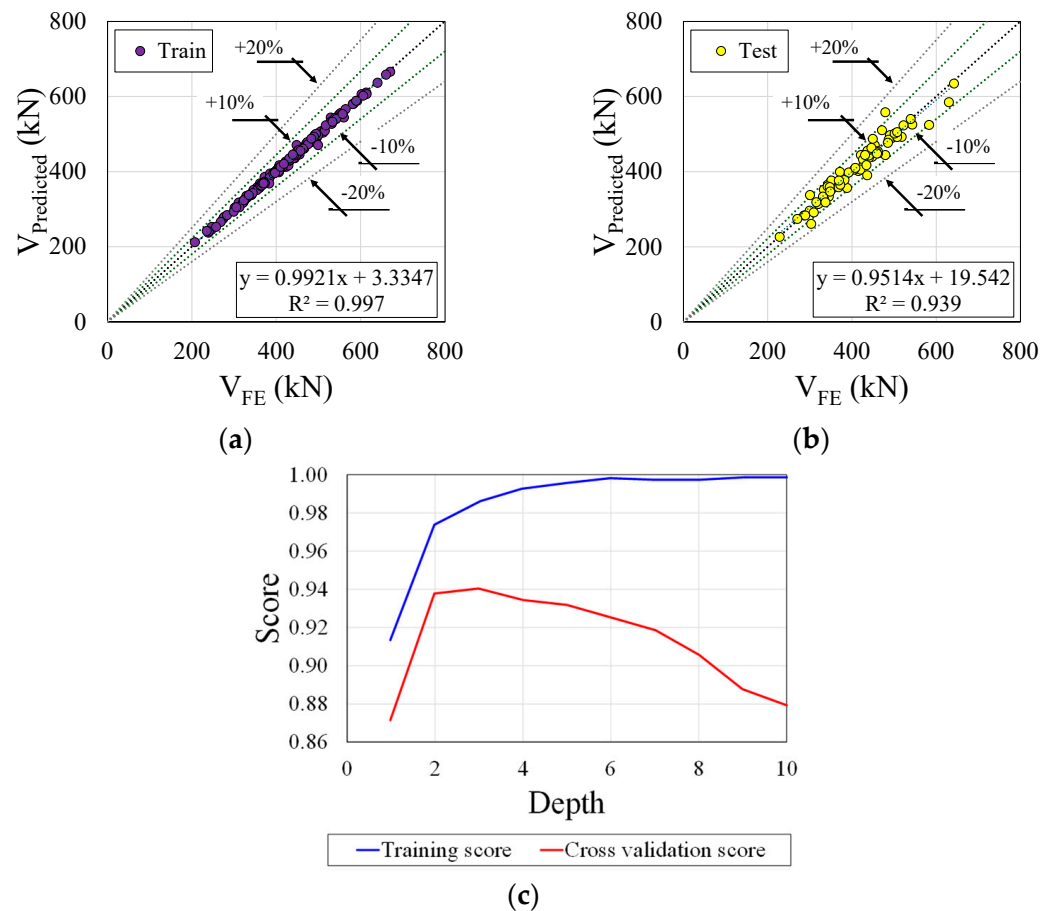 800
600
400
200
0
V_Predicted (kN)
Train
+20%
+10%
-10%
-20%
y = 0.9921x + 3.3347
R² = 0.997
0 200 400 600 800
V_FE (kN)
(a)
800
600
400
200
0
V_Predicted (kN)
Test
+20%
+10%
-10%
-20%
y = 0.9514x + 19.542
R² = 0.939
0 200 400 600 800
V_FE (kN)
(b)
1.00
0.98
0.96
0.94
0.92
0.90
0.88
0.86
Score
0 2 4 6 8 10
Depth
Training score Cross validation score
(c)